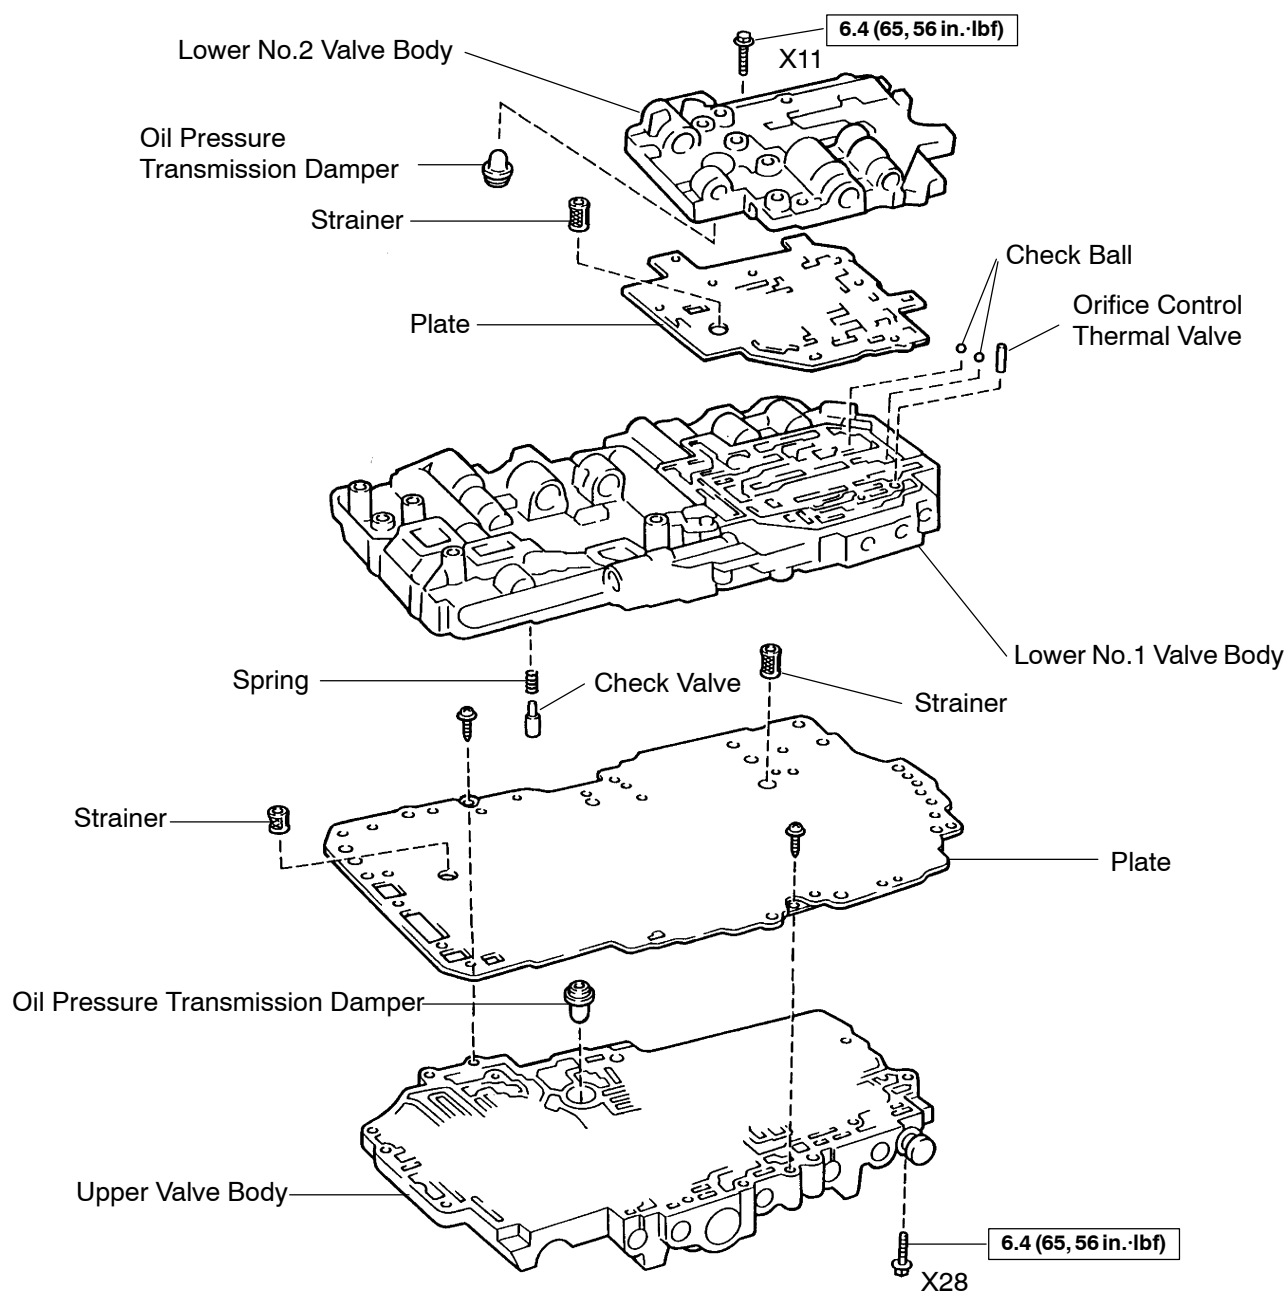 6.4 (65, 56 in.·lbf)
Lower No.2 Valve Body
X11
Oil Pressure
Transmission Damper
Strainer
Check Ball
Orifice Control
Thermal Valve
Plate
Lower No.1 Valve Body
Spring
Check Valve
Strainer
Strainer
Plate
Oil Pressure Transmission Damper
Upper Valve Body
6.4 (65, 56 in.·lbf)
X28